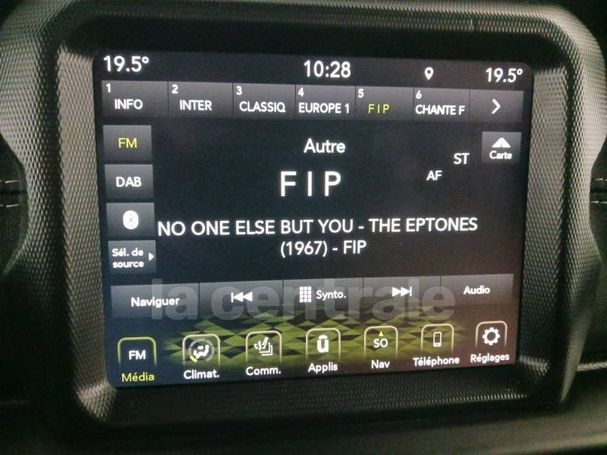 19.5°
10:28
19.5°
1
INFO
2
INTER
3
CLASSIQ
4
EUROPE 1
5
FIP
6
CHANTE F
FM
Autre
ST
Carte
DAB
FIP
AF
NO ONE ELSE BUT YOU - THE EPTONES
(1967) - FIP
Sél. de
source
Naviguer
Synto.
Audio
la centrale
FM
SO
Média
Climat.
Comm.
Applis
Nav
Téléphone
Réglages